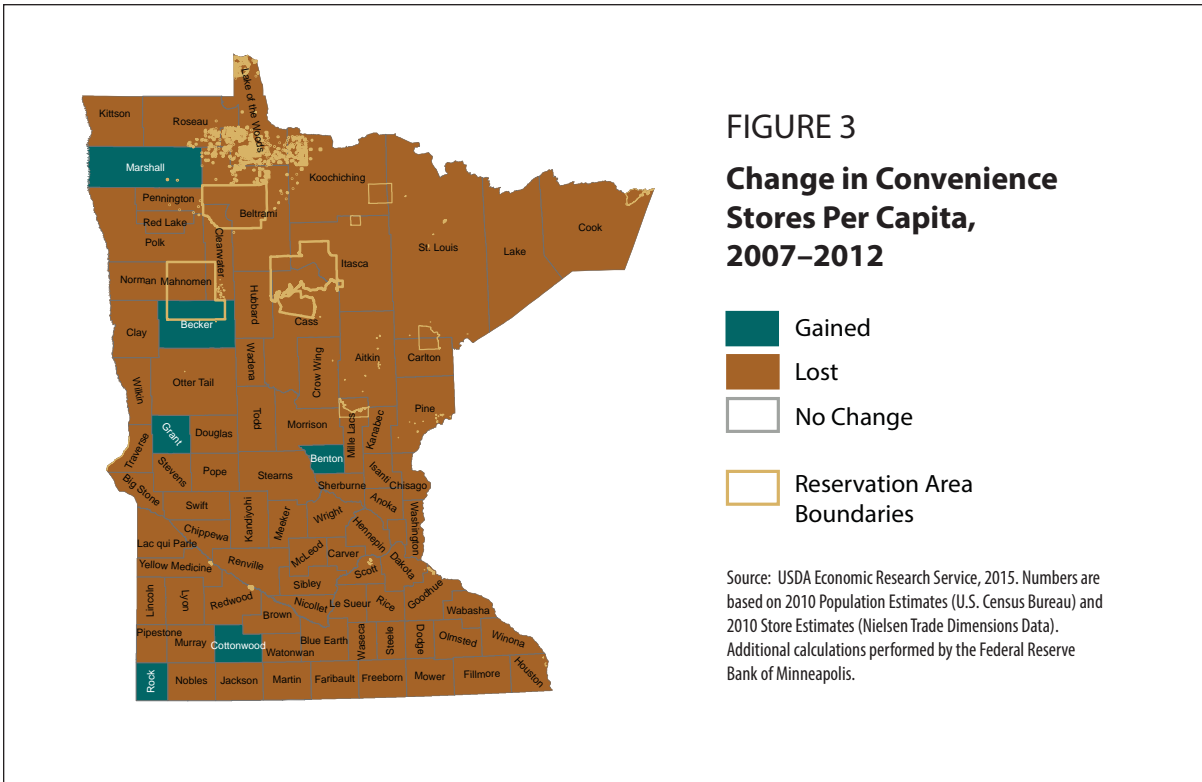 FIGURE 3
Change in Convenience
Stores Per Capita,
2007–2012
Gained
Lost
No Change
Reservation Area
Boundaries
Source: USDA Economic Research Service, 2015. Numbers are
based on 2010 Population Estimates (U.S. Census Bureau) and
2010 Store Estimates (Nielsen Trade Dimensions Data).
Additional calculations performed by the Federal Reserve
Bank of Minneapolis.
Kittson
Roseau
Lake of the Woods
Marshall
Koochiching
Pennington
Beltrami
Red Lake
Polk
Clearwater
Cook
St. Louis
Lake
Itasca
Norman
Mahnomen
Hubbard
Cass
Becker
Clay
Wadena
Crow Wing
Aitkin
Carlton
Otter Tail
Wilkin
Pine
Todd
Morrison
Mille Lacs
Kanabec
Grant
Douglas
Traverse
Benton
Stevens
Pope
Stearns
Isanti
Sherburne
Chisago
Big Stone
Swift
Kandiyohi
Meeker
Wright
Anoka
Hennepin
Washington
Chippewa
Lac qui Parle
McLeod
Carver
Dakota
Yellow Medicine
Renville
Scott
Sibley
Lincoln
Lyon
Redwood
Nicollet
Le Sueur
Rice
Goodhue
Brown
Wabasha
Pipestone
Murray
Cottonwood
Watonwan
Blue Earth
Waseca
Steele
Dodge
Olmsted
Winona
Rock
Nobles
Jackson
Martin
Faribault
Freeborn
Mower
Fillmore
Houston